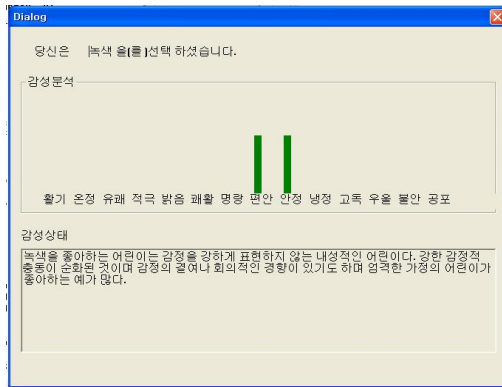 Dialog
당신은 녹색 을(를)선택 하셨습니다.
감성분석
활기 온정 유쾌 적극 밝음 쾌활 명랑 편안 안정 냉정 고독 우울 불안 공포
감성상태
녹색을 좋아하는 어린이는 감정을 강하게 표현하지 않는 내성적인 어린이다. 강한 감정적
충동이 순화된 것이며 감정의 결여나 회의적인 경향이 있기도 하며 엄격한 가정의 어린이가
좋아하는 예가 많다.